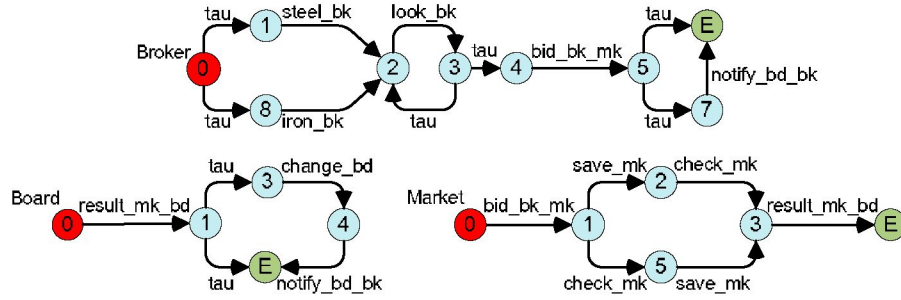 tau 1 steel_bk look_bk tau E
Broker 0 2 3 tau 4 bid_bk_mk 5 notify_bd_bk
tau 8 iron_bk tau tau 7
tau 3 change_bd save_mk 2 check_mk
Board 0 result_mk_bd 1 4 Market 0 bid_bk_mk 1 3 result_mk_bd E
tau E notify_bd_bk check_mk 5 save_mk